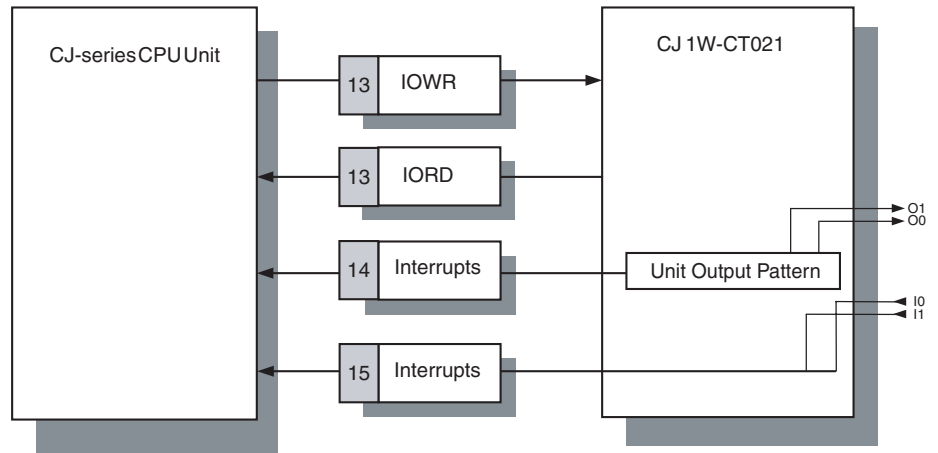 CJ-series CPU Unit
CJ1W-CT021
13 IOWR
13 IORD
O1
O0
14 Interrupts
Unit Output Pattern
I0
I1
15 Interrupts